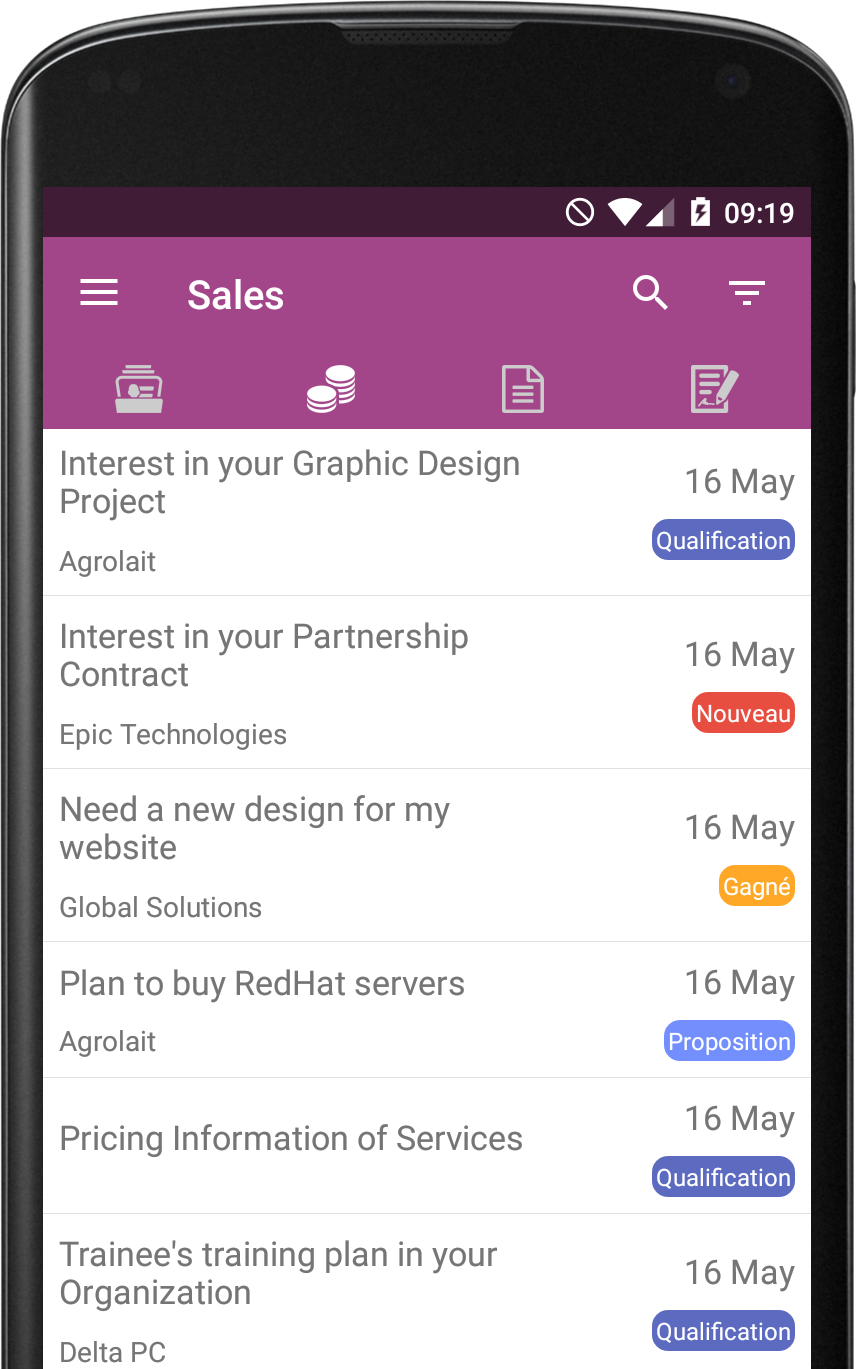 09:19
Sales
Interest in your Graphic Design
Project
16 May
Agrolait
Qualification
Interest in your Partnership
Contract
16 May
Epic Technologies
Nouveau
Need a new design for my
website
16 May
Global Solutions
Gagné
Plan to buy RedHat servers
16 May
Agrolait
Proposition
Pricing Information of Services
16 May
Qualification
Trainee's training plan in your
Organization
16 May
Delta PC
Qualification